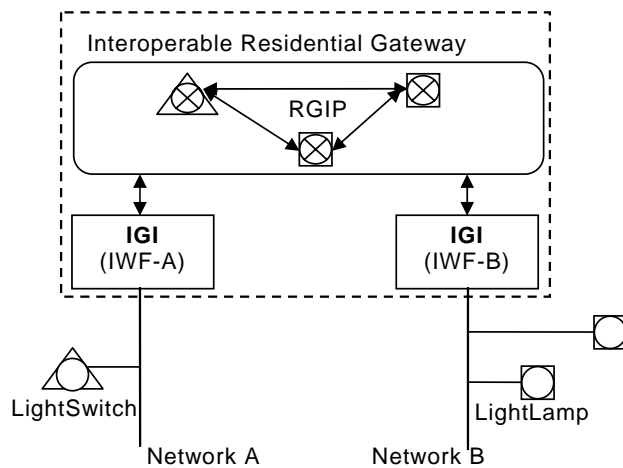 Interoperable Residential Gateway
RGIP
IGI
(IWF-A)
IGI
(IWF-B)
LightSwitch
LightLamp
Network A
Network B